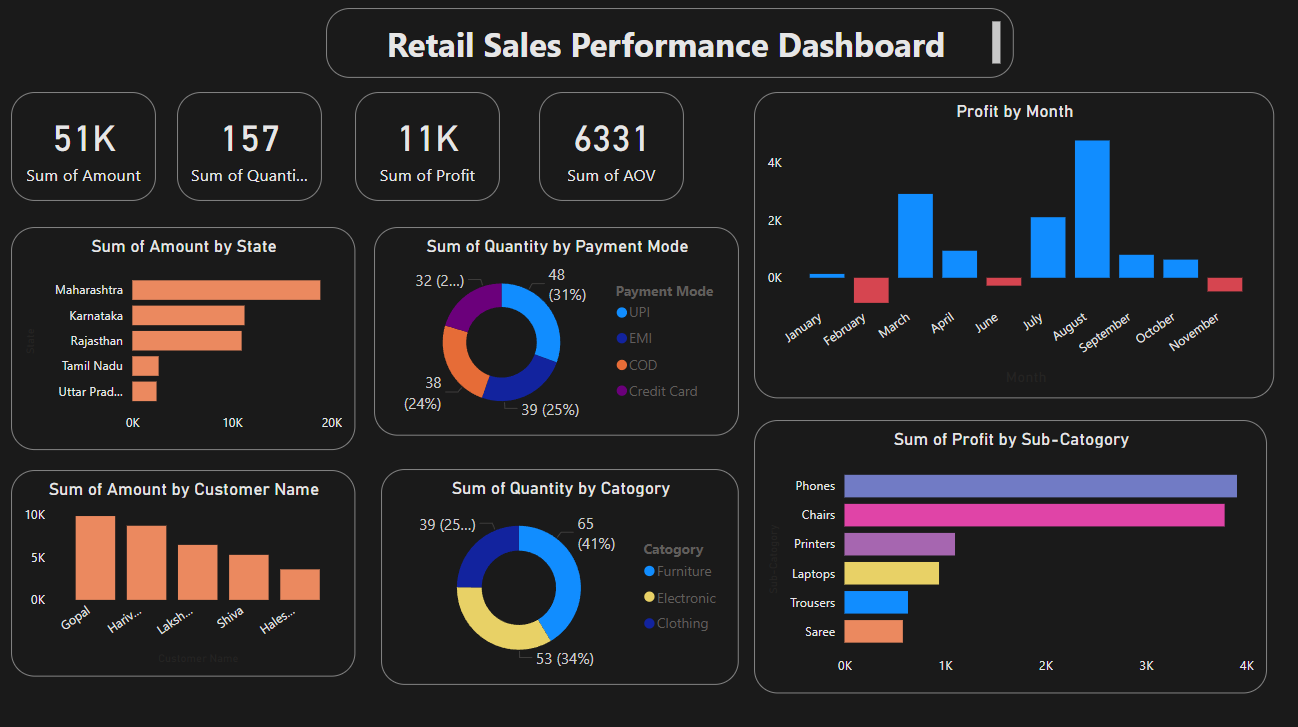 Retail Sales Performance Dashboard
51K
Sum of Amount
157
Sum of Quanti...
11K
Sum of Profit
6331
Sum of AOV
Profit by Month
4K
2K
0K
January
February
March
April
June
July
August
September
October
November
Month
Sum of Amount by State
State
Maharashtra
Karnataka
Rajasthan
Tamil Nadu
Uttar Prad...
0K
10K
20K
Sum of Quantity by Payment Mode
32 (2...)
48
(31%)
38
(24%)
39 (25%)
Payment Mode
UPI
EMI
COD
Credit Card
Sum of Profit by Sub-Catogory
Sub-Catogory
Phones
Chairs
Printers
Laptops
Trousers
Saree
0K
1K
2K
3K
4K
Sum of Amount by Customer Name
10K
5K
0K
Gopal
Hariv...
Laksh...
Shiva
Hales...
Customer Name
Sum of Quantity by Catogory
39 (25...)
65
(41%)
53 (34%)
Catogory
Furniture
Electronic
Clothing